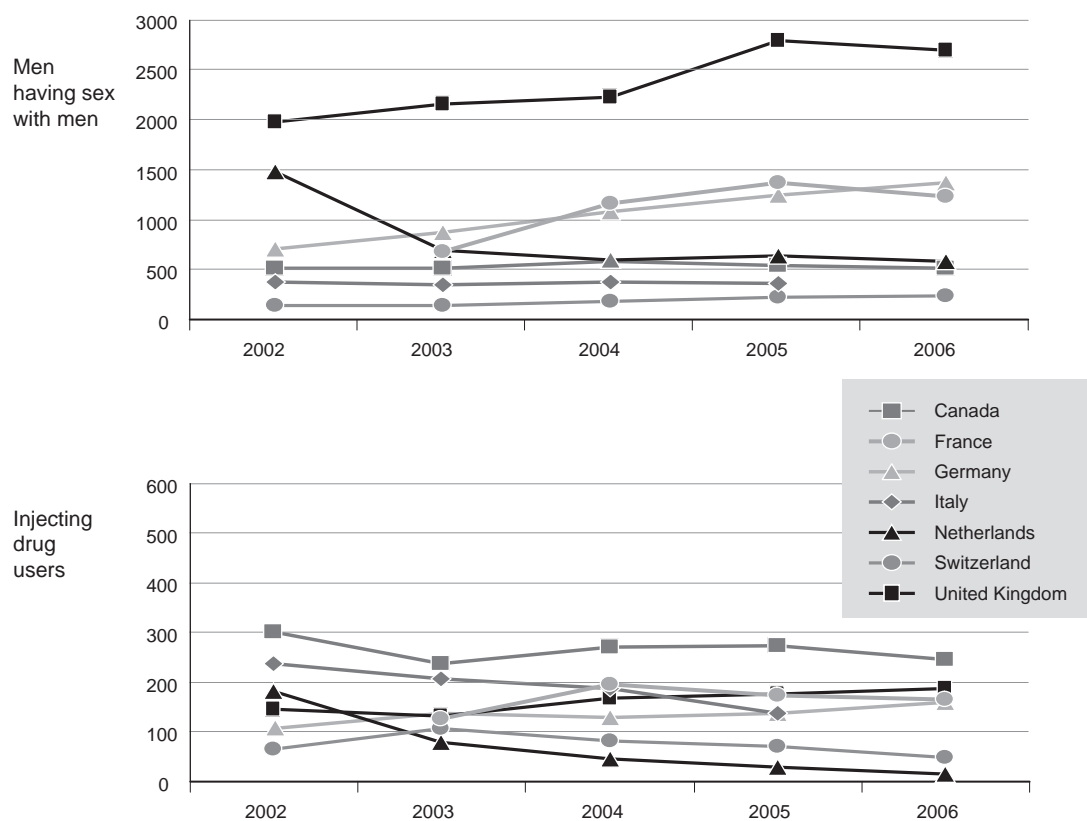 3000
Men
having sex
with men
2500
2000
1500
1000
500
0
2002 2003 2004 2005 2006
Canada
France
Germany
Italy
Netherlands
Switzerland
United Kingdom
600
Injecting
drug
users
500
400
300
200
100
0
2002 2003 2004 2005 2006